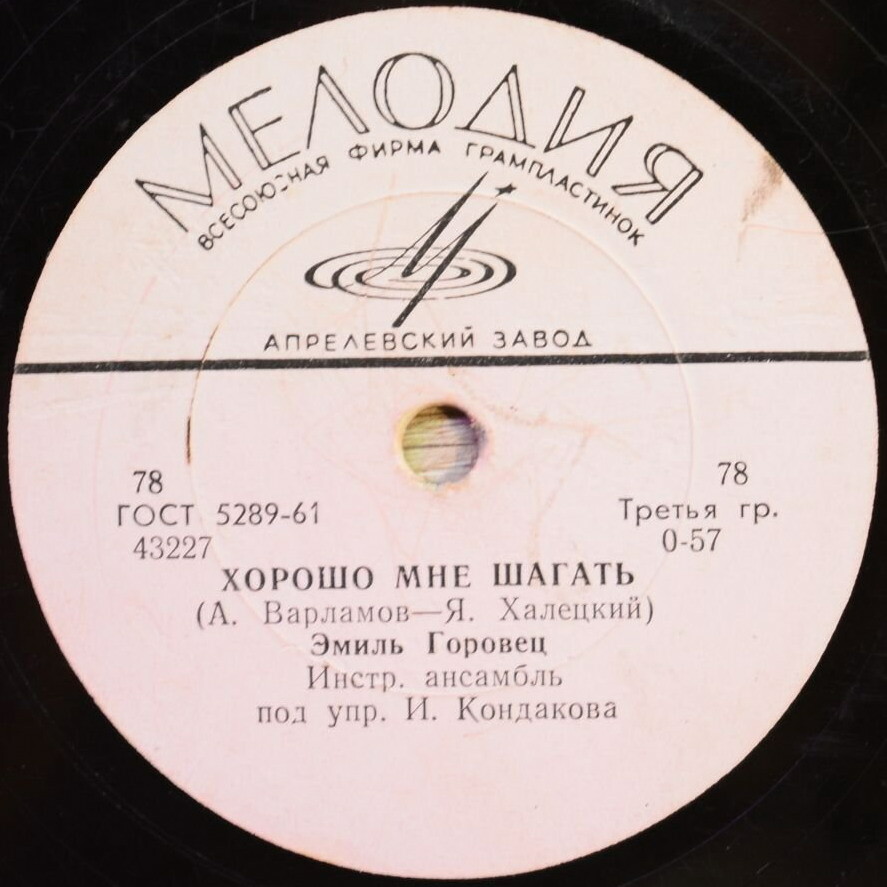 МЕЛОДИЯ
ВСЕСОЮЗНАЯ ФИРМА ГРАМПЛАСТИНОК
АПРЕЛЕВСКИЙ ЗАВОД
78 78
ГОСТ 5289-61 Третья гр.
43227 0-57
ХОРОШО МНЕ ШАГАТЬ
(А. Варламов—Я. Халецкий)
Эмиль Горовец
Инстр. ансамбль
под упр. И. Кондакова